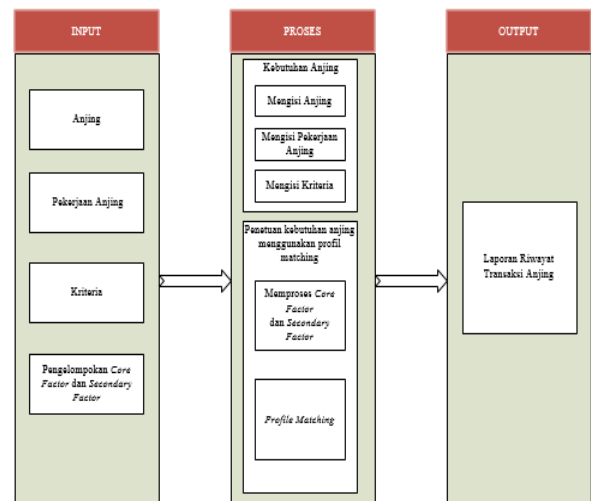 INPUT
Anjing
Pekerjaan Anjing
Kriteria
Pengelompokan Core
Factor dan Secondary
Factor
PROSES
Kebutuhan Anjing
Mengisi Anjing
Mengisi Pekerjaan
Anjing
Mengisi Kriteria
Penetuan kebutuhan anjing
menggunakan profil
matching
Memproses Core
Factor
dan Secondary
Factor
Profile Matching
OUTPUT
Laporan Riwayat
Transaksi Anjing